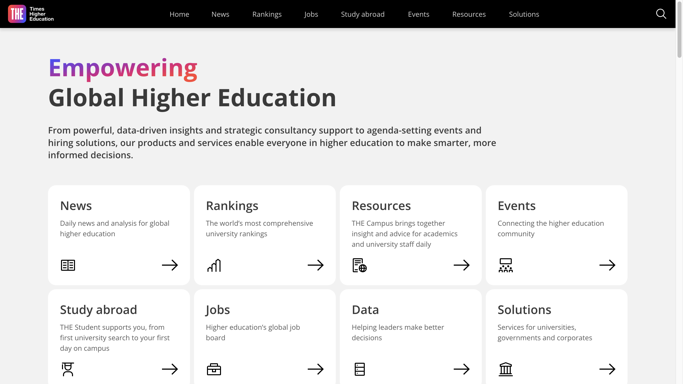 THE Times Higher Education
Home News Rankings Jobs Study abroad Events Resources Solutions
Empowering
Global Higher Education
From powerful, data-driven insights and strategic consultancy support to agenda-setting events and
hiring solutions, our products and services enable everyone in higher education to make smarter, more
informed decisions.
News
Daily news and analysis for global
higher education
Rankings
The world's most comprehensive
university rankings
Resources
THE Campus brings together
insight and advice for academics
and university staff daily
Events
Connecting the higher education
community
Study abroad
THE Student supports you, from
first university search to your first
day on campus
Jobs
Higher education's global job
board
Data
Helping leaders make better
decisions
Solutions
Services for universities,
governments and corporates